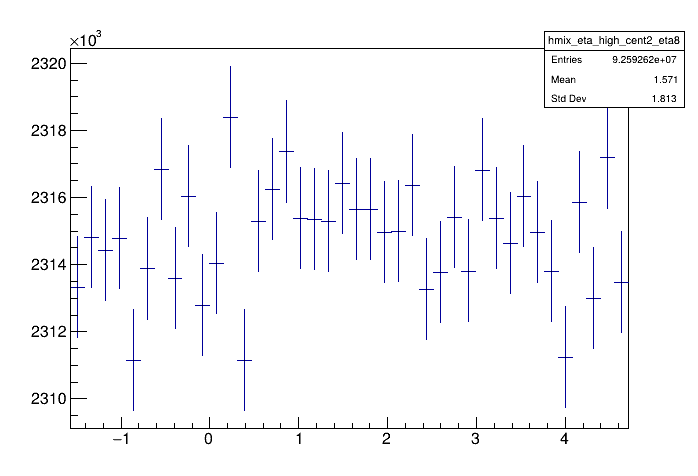 ×10³
hmix_eta_high_cent2_eta8
Entries 9.259262e+07
Mean 1.571
Std Dev 1.813
2320
2318
2316
2314
2312
2310
−1 0 1 2 3 4